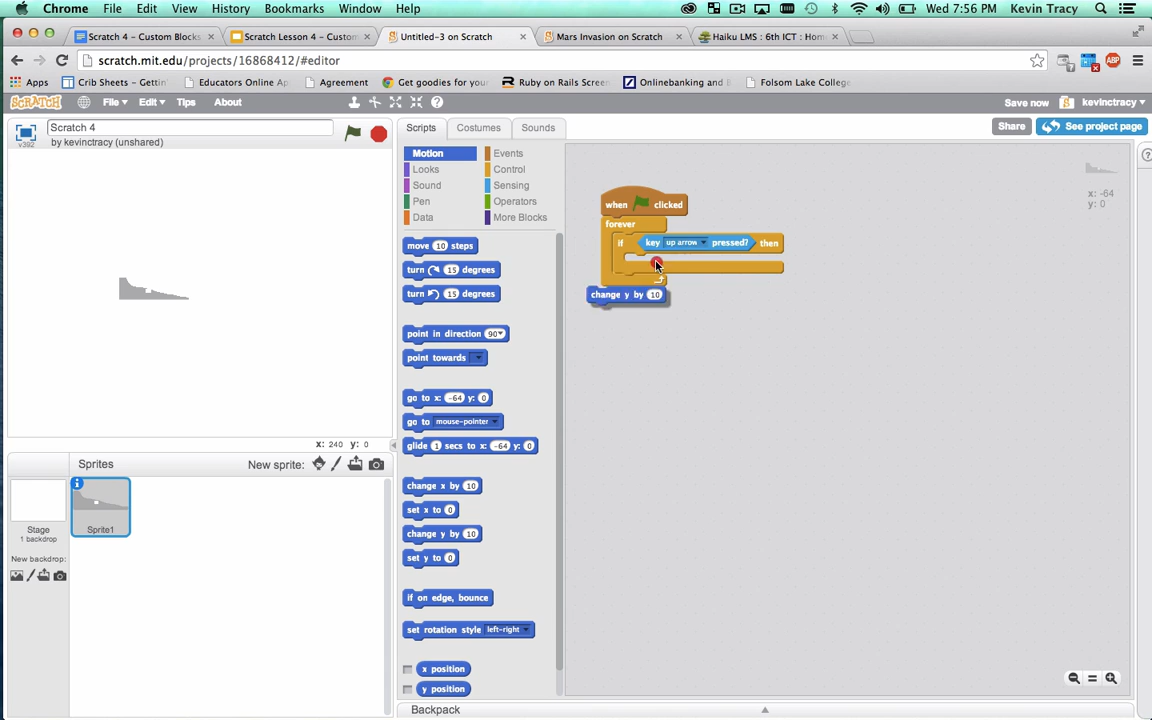 Chrome File Edit View History Bookmarks Window Help Wed 7:56 PM Kevin Tracy
Scratch 4 – Custom Blocks Scratch Lesson 4 – Custom Untitled-3 on Scratch Mars Invasion on Scratch Haiku LMS : 6th ICT : Hom
scratch.mit.edu/projects/16868412/#editor
Apps Crib Sheets – Gettin Educators Online Ap Agreement Get goodies for your Ruby on Rails Screen Onlinebanking and B Folsom Lake College
SCRATCH File Edit Tips About Save now kevinctracy
Scratch 4
by kevinctracy (unshared)
v392
Scripts Costumes Sounds
Share See project page
Motion Events
Looks Control
Sound Sensing
Pen Operators
Data More Blocks
move 10 steps
turn 15 degrees
turn 15 degrees
point in direction 90
point towards
go to x: -64 y: 0
go to mouse-pointer
glide 1 secs to x: -64 y: 0
change x by 10
set x to 0
change y by 10
set y to 0
if on edge, bounce
set rotation style left-right
x position
y position
when clicked
forever
if key up arrow pressed? then
change y by 10
x: -64
y: 0
x: 240 y: 0
Sprites New sprite:
Stage
1 backdrop
New backdrop:
Sprite1
Backpack